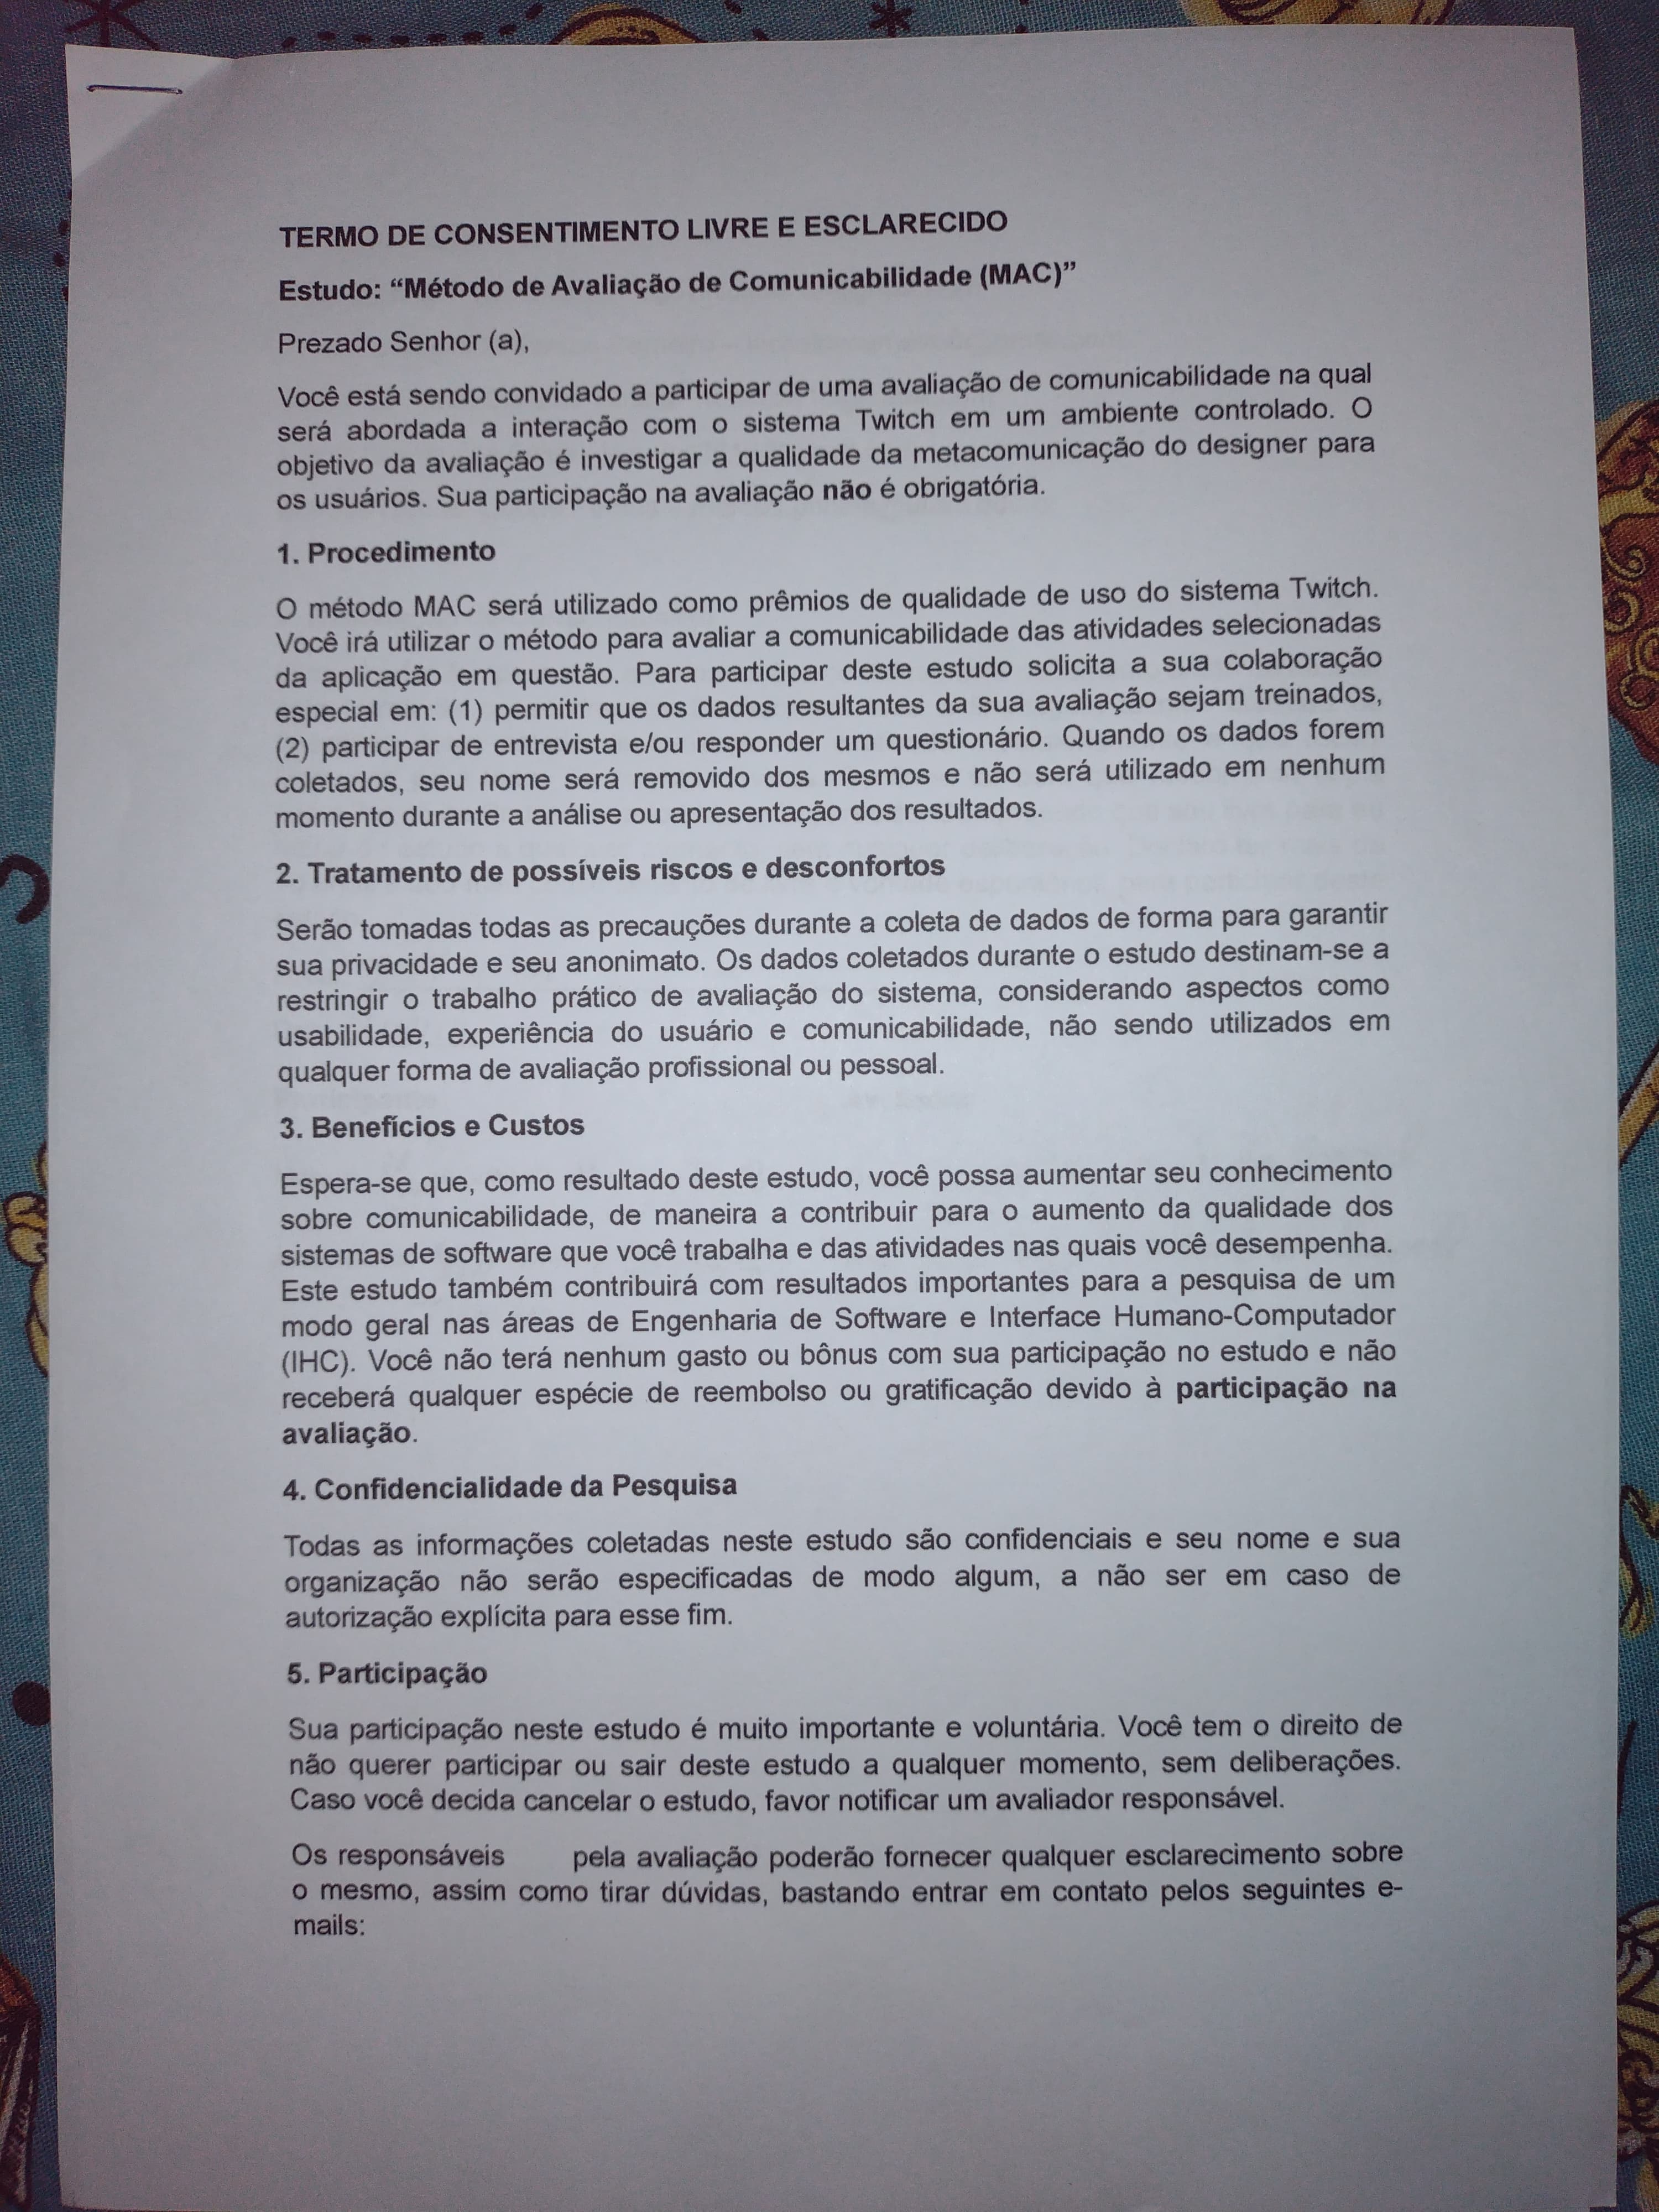 TERMO DE CONSENTIMENTO LIVRE E ESCLARECIDO
Estudo: “Método de Avaliação de Comunicabilidade (MAC)”
Prezado Senhor (a),
Você está sendo convidado a participar de uma avaliação de comunicabilidade na qual
será abordada a interação com o sistema Twitch em um ambiente controlado. O
objetivo da avaliação é investigar a qualidade da metacomunicação do designer para
os usuários. Sua participação na avaliação não é obrigatória.
1. Procedimento
O método MAC será utilizado como prêmios de qualidade de uso do sistema Twitch.
Você irá utilizar o método para avaliar a comunicabilidade das atividades selecionadas
da aplicação em questão. Para participar deste estudo solicita a sua colaboração
especial em: (1) permitir que os dados resultantes da sua avaliação sejam treinados,
(2) participar de entrevista e/ou responder um questionário. Quando os dados forem
coletados, seu nome será removido dos mesmos e não será utilizado em nenhum
momento durante a análise ou apresentação dos resultados.
2. Tratamento de possíveis riscos e desconfortos
Serão tomadas todas as precauções durante a coleta de dados de forma para garantir
sua privacidade e seu anonimato. Os dados coletados durante o estudo destinam-se a
restringir o trabalho prático de avaliação do sistema, considerando aspectos como
usabilidade, experiência do usuário e comunicabilidade, não sendo utilizados em
qualquer forma de avaliação profissional ou pessoal.
3. Benefícios e Custos
Espera-se que, como resultado deste estudo, você possa aumentar seu conhecimento
sobre comunicabilidade, de maneira a contribuir para o aumento da qualidade dos
sistemas de software que você trabalha e das atividades nas quais você desempenha.
Este estudo também contribuirá com resultados importantes para a pesquisa de um
modo geral nas áreas de Engenharia de Software e Interface Humano-Computador
(IHC). Você não terá nenhum gasto ou bônus com sua participação no estudo e não
receberá qualquer espécie de reembolso ou gratificação devido à participação na
avaliação.
4. Confidencialidade da Pesquisa
Todas as informações coletadas neste estudo são confidenciais e seu nome e sua
organização não serão especificadas de modo algum, a não ser em caso de
autorização explícita para esse fim.
5. Participação
Sua participação neste estudo é muito importante e voluntária. Você tem o direito de
não querer participar ou sair deste estudo a qualquer momento, sem deliberações.
Caso você decida cancelar o estudo, favor notificar um avaliador responsável.
Os responsáveis pela avaliação poderão fornecer qualquer esclarecimento sobre
o mesmo, assim como tirar dúvidas, bastando entrar em contato pelos seguintes e-
mails: